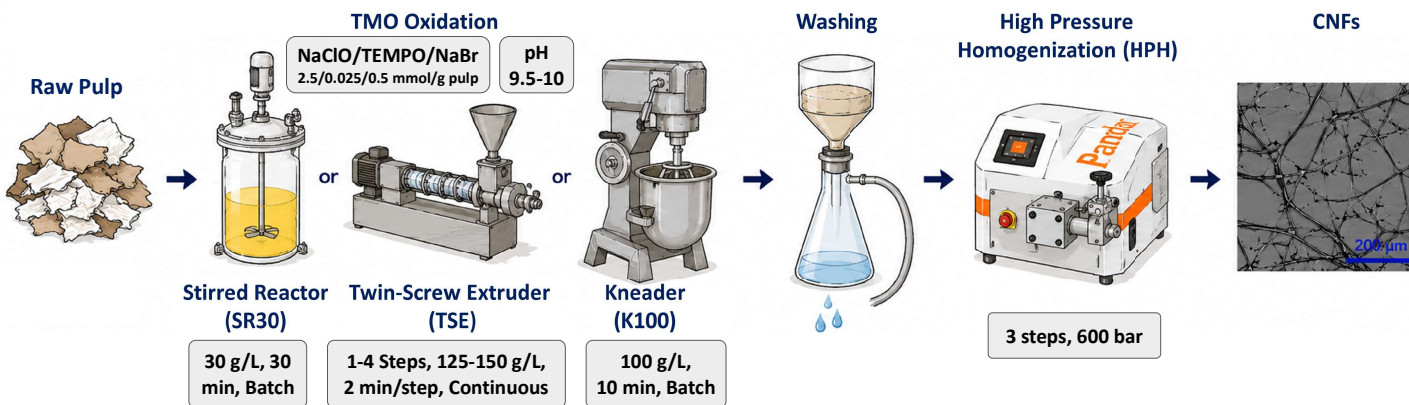 TMO Oxidation
NaClO/TEMPO/NaBr
2.5/0.025/0.5 mmol/g pulp
pH
9.5-10
Washing
High Pressure
Homogenization (HPH)
CNFs
Raw Pulp
or
or
Pandar
200 µm
Stirred Reactor
(SR30)
Twin-Screw Extruder
(TSE)
Kneader
(K100)
30 g/L, 30
min, Batch
1-4 Steps, 125-150 g/L,
2 min/step, Continuous
100 g/L,
10 min, Batch
3 steps, 600 bar